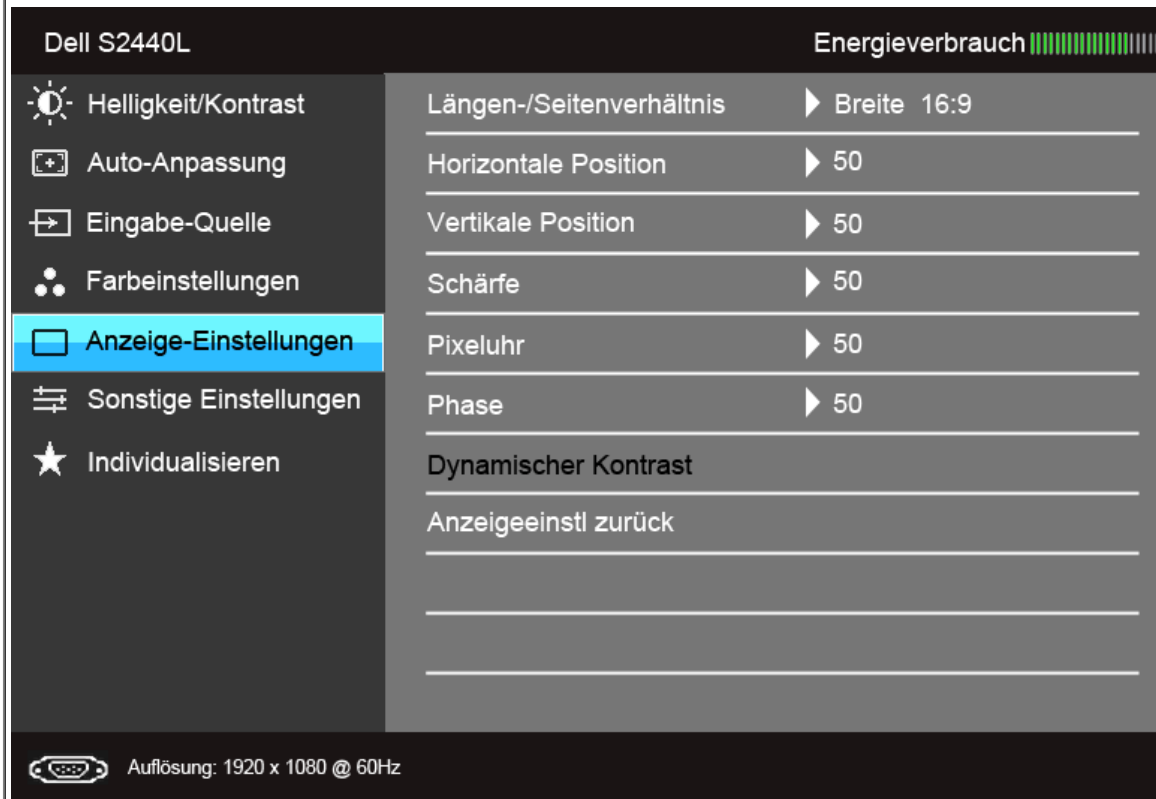 Dell S2440L Energieverbrauch
Helligkeit/Kontrast Längen-/Seitenverhältnis Breite 16:9
Auto-Anpassung Horizontale Position 50
Eingabe-Quelle Vertikale Position 50
Farbeinstellungen Schärfe 50
Anzeige-Einstellungen Pixeluhr 50
Sonstige Einstellungen Phase 50
Individualisieren Dynamischer Kontrast
Anzeigeeinstl zurück
Auflösung: 1920 x 1080 @ 60Hz